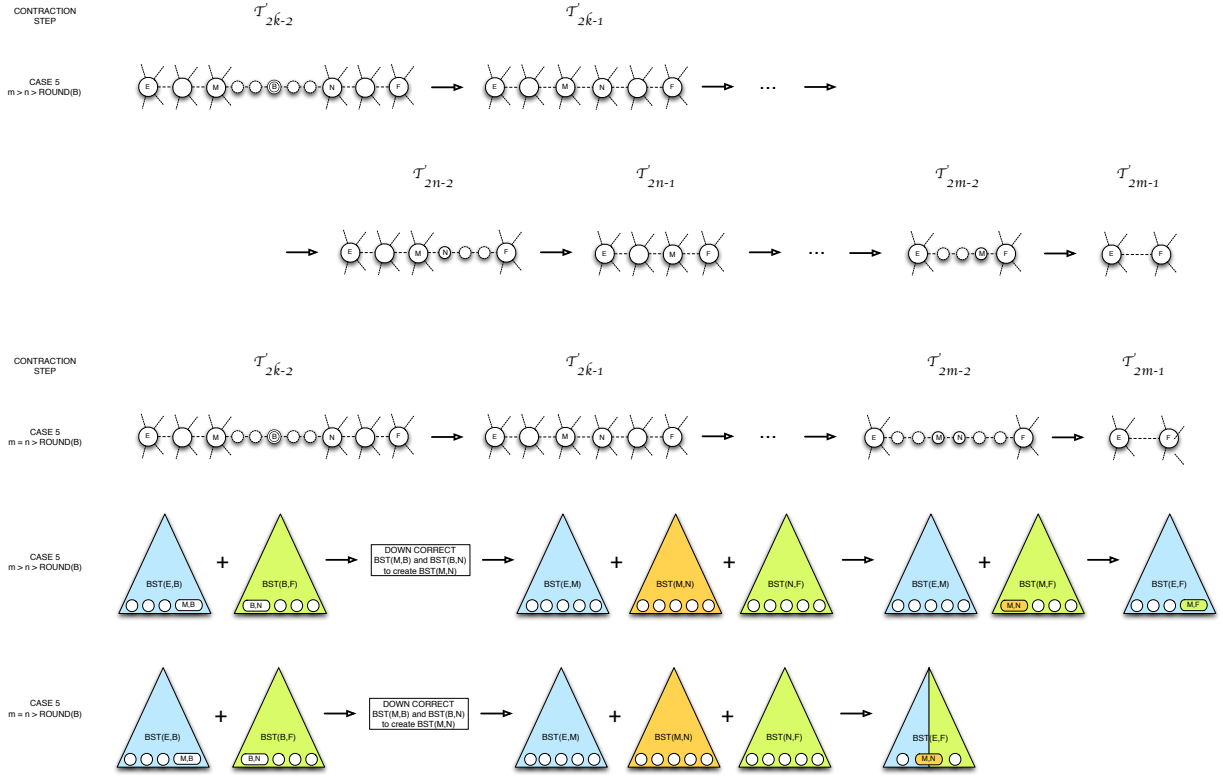 CONTRACTION
STEP
𝒯'2k-2
𝒯'2k-1
CASE 5
m > n > ROUND(B)
E M B N F
E M N F
...
𝒯'2n-2
𝒯'2n-1
𝒯'2m-2
𝒯'2m-1
E M N F
E M F
...
E M F
E F
CONTRACTION
STEP
𝒯'2k-2
𝒯'2k-1
𝒯'2m-2
𝒯'2m-1
CASE 5
m = n > ROUND(B)
E M B N F
E M N F
...
E M N F
E F
CASE 5
m > n > ROUND(B)
BST(E,B)
M,B
+
BST(B,F)
B,N
DOWN CORRECT
BST(M,B) and BST(B,N)
to create BST(M,N)
BST(E,M)
+
BST(M,N)
+
BST(N,F)
BST(E,M)
+
BST(M,F)
M,N
BST(E,F)
M,F
CASE 5
m = n > ROUND(B)
BST(E,B)
M,B
+
BST(B,F)
B,N
DOWN CORRECT
BST(M,B) and BST(B,N)
to create BST(M,N)
BST(E,M)
+
BST(M,N)
+
BST(N,F)
BST(E,F)
M,N